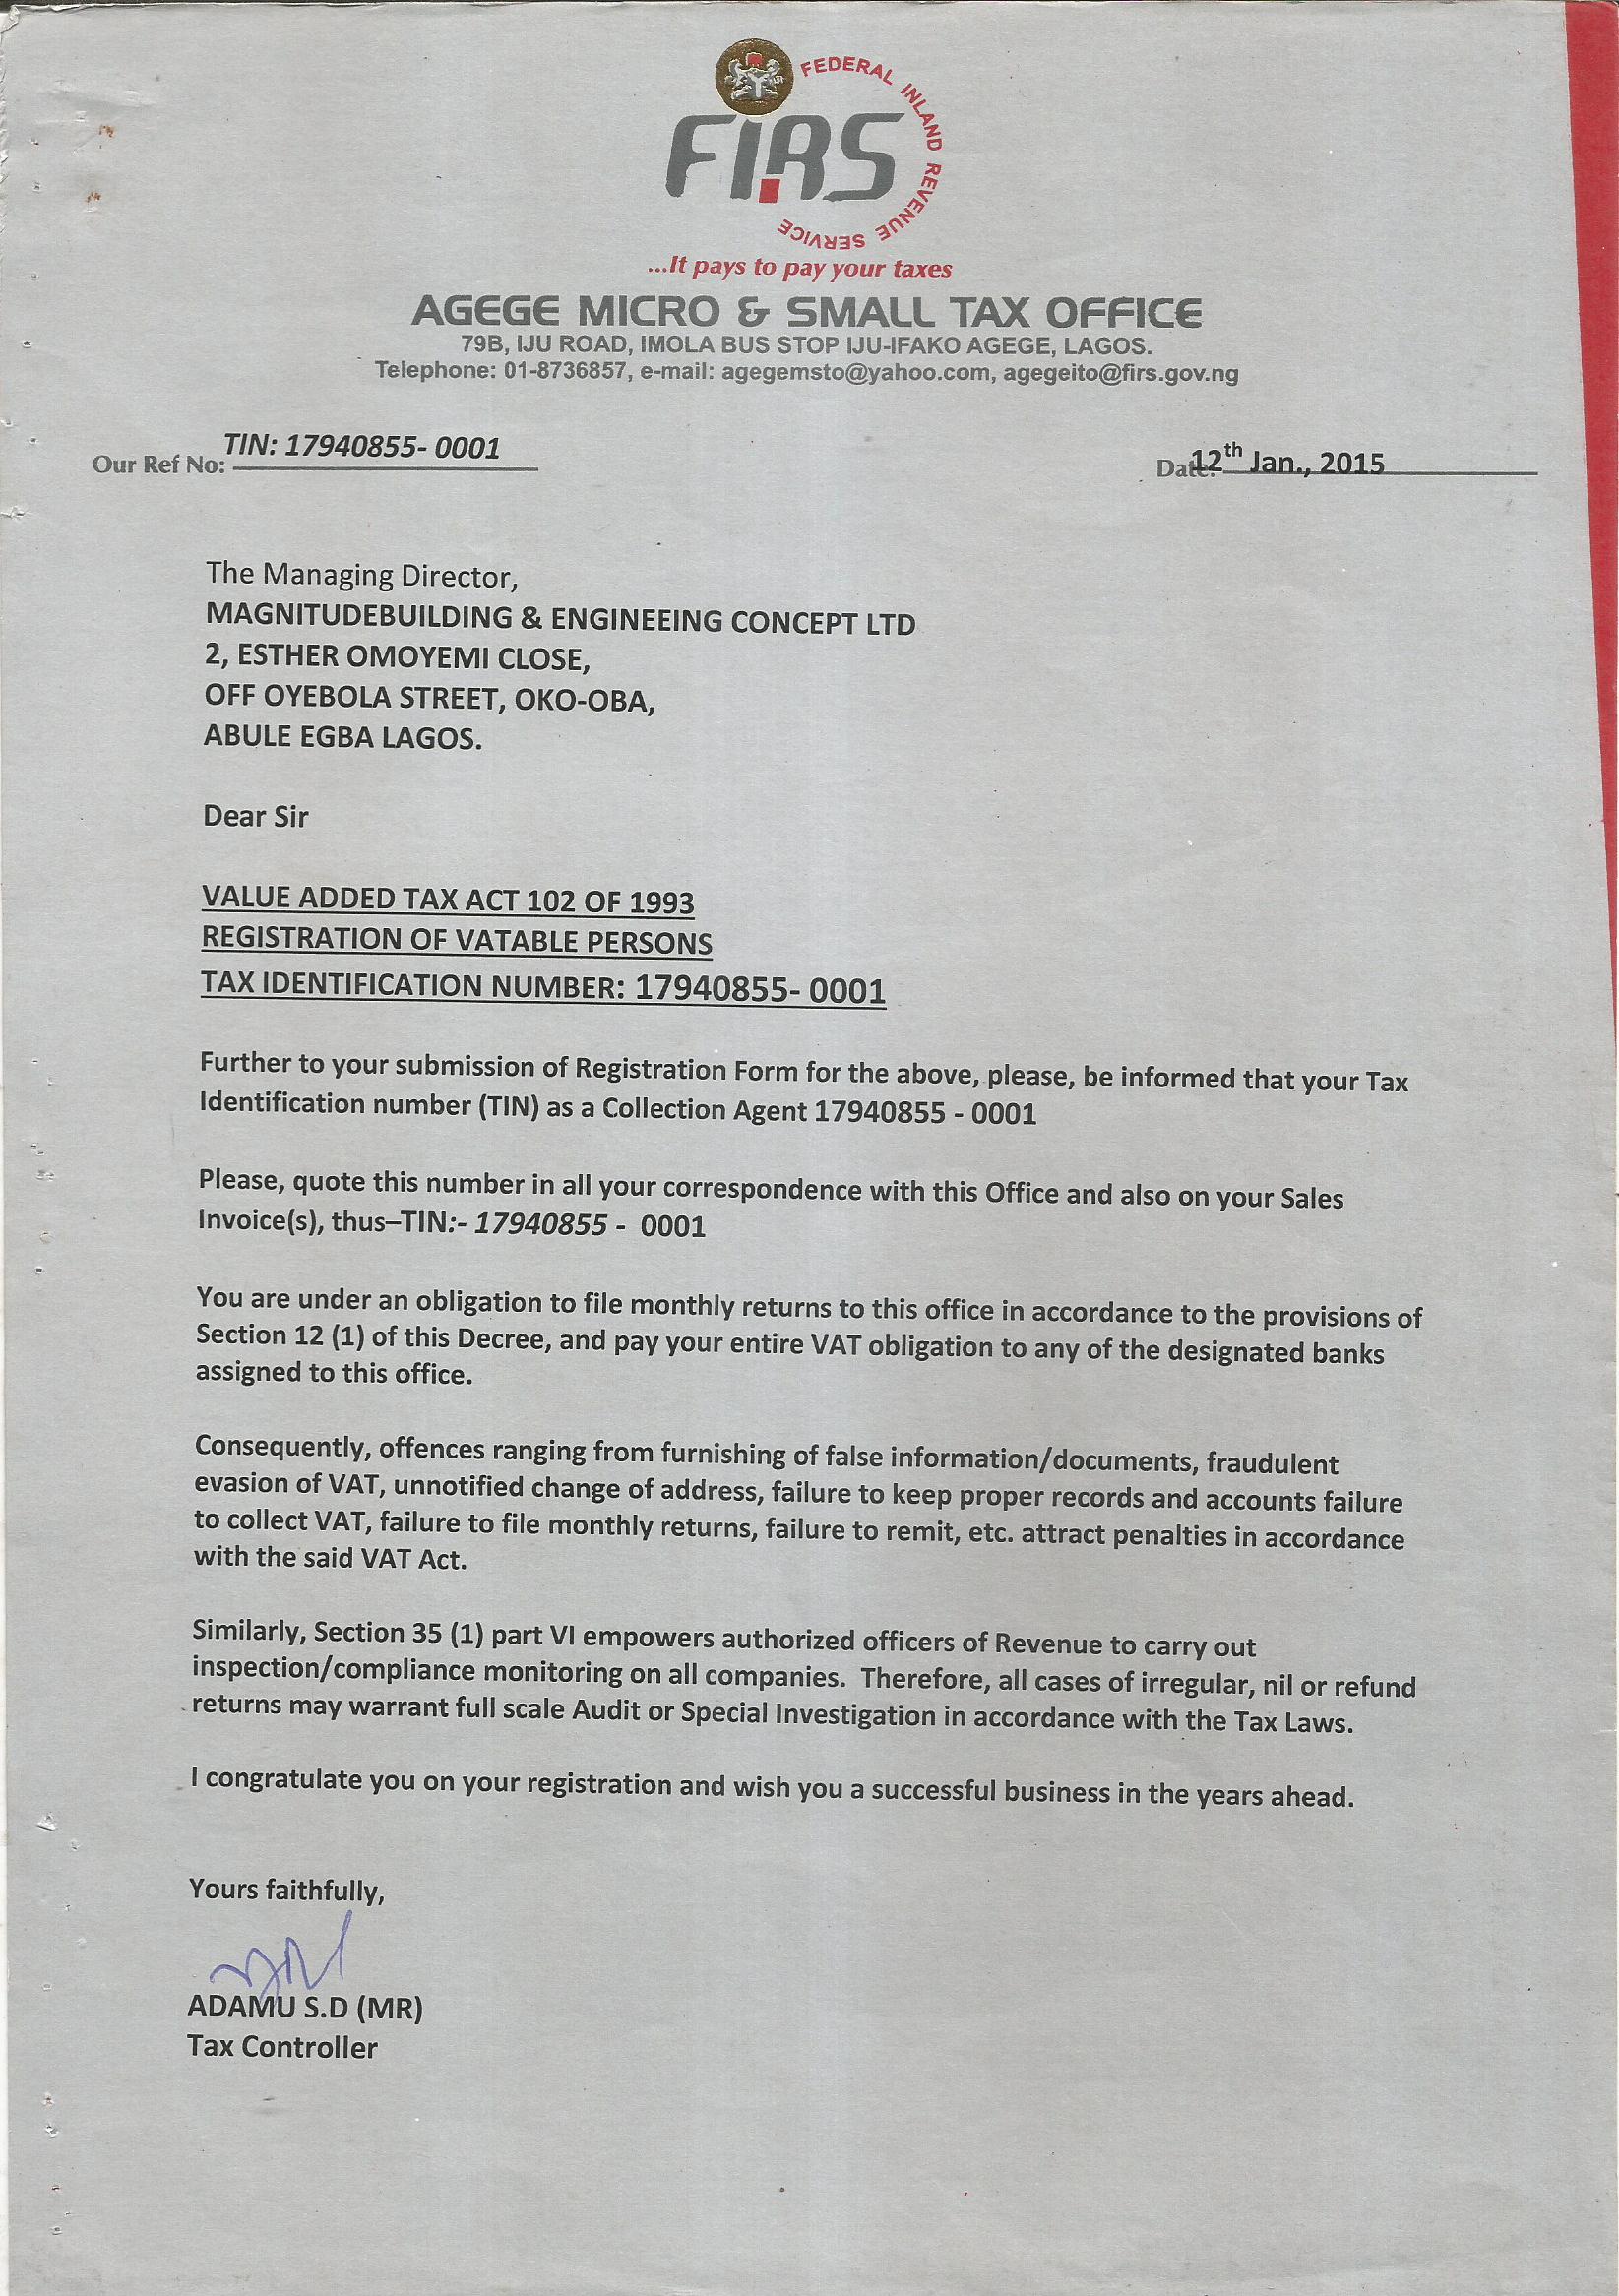 FEDERAL INLAND REVENUE SERVICE
FIRS
...It pays to pay your taxes
AGEGE MICRO & SMALL TAX OFFICE
79B, IJU ROAD, IMOLA BUS STOP IJU-IFAKO AGEGE, LAGOS.
Telephone: 01-8736857, e-mail: agegemsto@yahoo.com, agegeito@firs.gov.ng
Our Ref No: TIN: 17940855- 0001
Date: 12th Jan., 2015
The Managing Director,
MAGNITUDEBUILDING & ENGINEEING CONCEPT LTD
2, ESTHER OMOYEMI CLOSE,
OFF OYEBOLA STREET, OKO-OBA,
ABULE EGBA LAGOS.
Dear Sir
VALUE ADDED TAX ACT 102 OF 1993
REGISTRATION OF VATABLE PERSONS
TAX IDENTIFICATION NUMBER: 17940855- 0001
Further to your submission of Registration Form for the above, please, be informed that your Tax
Identification number (TIN) as a Collection Agent 17940855 - 0001
Please, quote this number in all your correspondence with this Office and also on your Sales
Invoice(s), thus–TIN:- 17940855 - 0001
You are under an obligation to file monthly returns to this office in accordance to the provisions of
Section 12 (1) of this Decree, and pay your entire VAT obligation to any of the designated banks
assigned to this office.
Consequently, offences ranging from furnishing of false information/documents, fraudulent
evasion of VAT, unnotified change of address, failure to keep proper records and accounts failure
to collect VAT, failure to file monthly returns, failure to remit, etc. attract penalties in accordance
with the said VAT Act.
Similarly, Section 35 (1) part VI empowers authorized officers of Revenue to carry out
inspection/compliance monitoring on all companies. Therefore, all cases of irregular, nil or refund
returns may warrant full scale Audit or Special Investigation in accordance with the Tax Laws.
I congratulate you on your registration and wish you a successful business in the years ahead.
Yours faithfully,
ADAMU S.D (MR)
Tax Controller